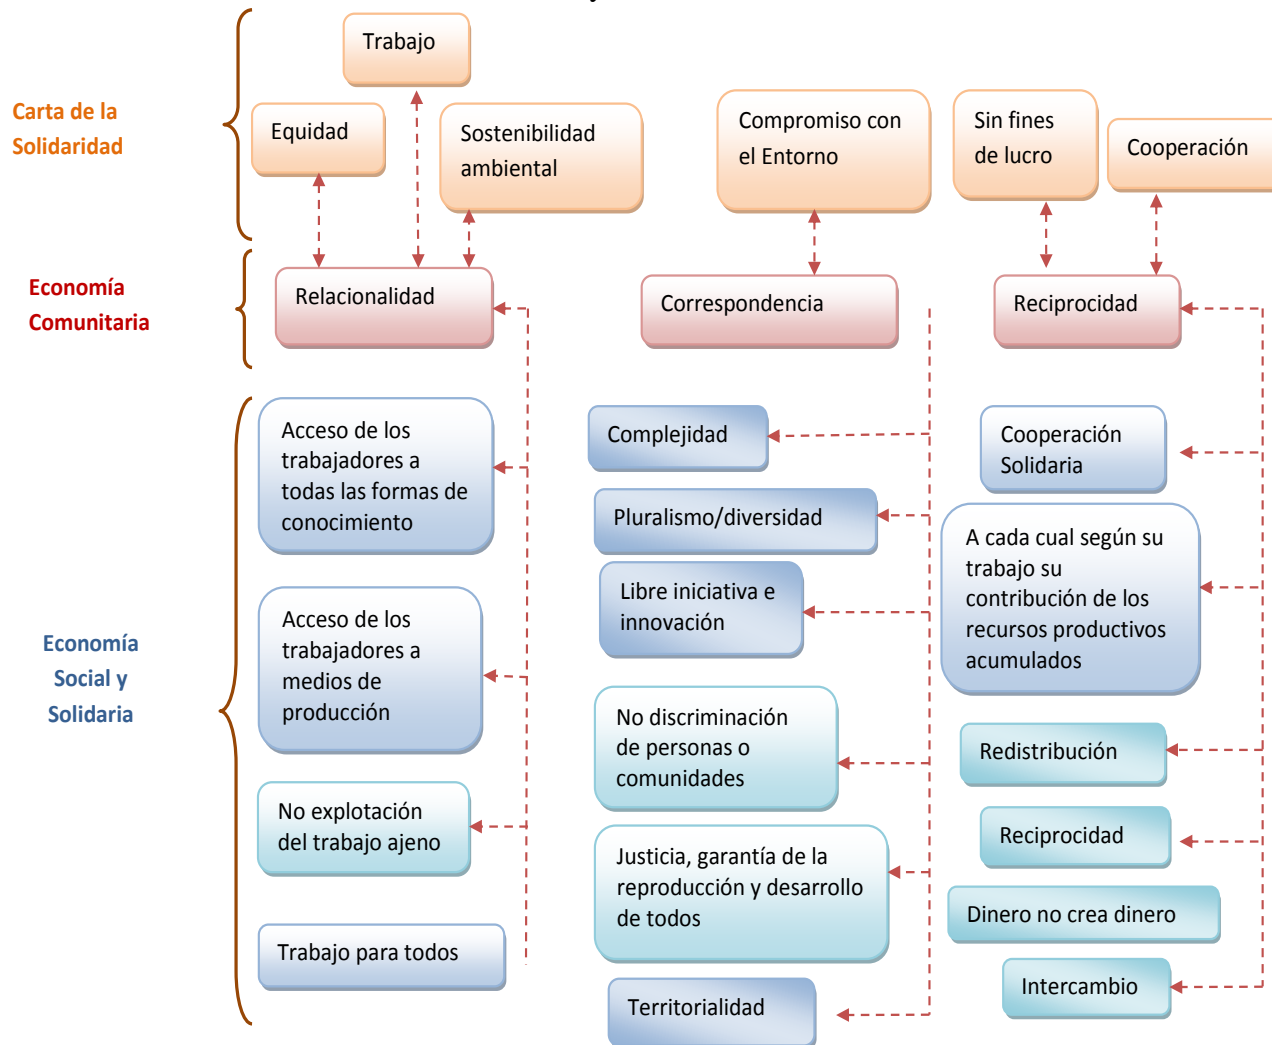 y
Carta de la
Solidaridad
Trabajo
Equidad
Sostenibilidad
ambiental
Compromiso con
el Entorno
Sin fines
de lucro
Cooperación
Economía
Comunitaria
Relacionalidad
Correspondencia
Reciprocidad
Economía
Social y
Solidaria
Acceso de los
trabajadores a
todas las formas de
conocimiento
Acceso de los
trabajadores a
medios de
producción
No explotación
del trabajo ajeno
Trabajo para todos
Complejidad
Pluralismo/diversidad
Libre iniciativa e
innovación
No discriminación
de personas o
comunidades
Justicia, garantía de la
reproducción y desarrollo
de todos
Territorialidad
Cooperación
Solidaria
A cada cual según su
trabajo su
contribución de los
recursos productivos
acumulados
Redistribución
Reciprocidad
Dinero no crea dinero
Intercambio